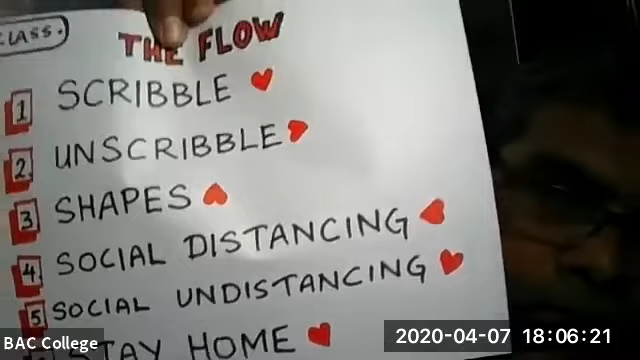 CLASS.
THE FLOW
1 SCRIBBLE
2 UNSCRIBBLE
3 SHAPES
4 SOCIAL DISTANCING
5 SOCIAL UNDISTANCING
STAY HOME
BAC College
2020-04-07 18:06:21